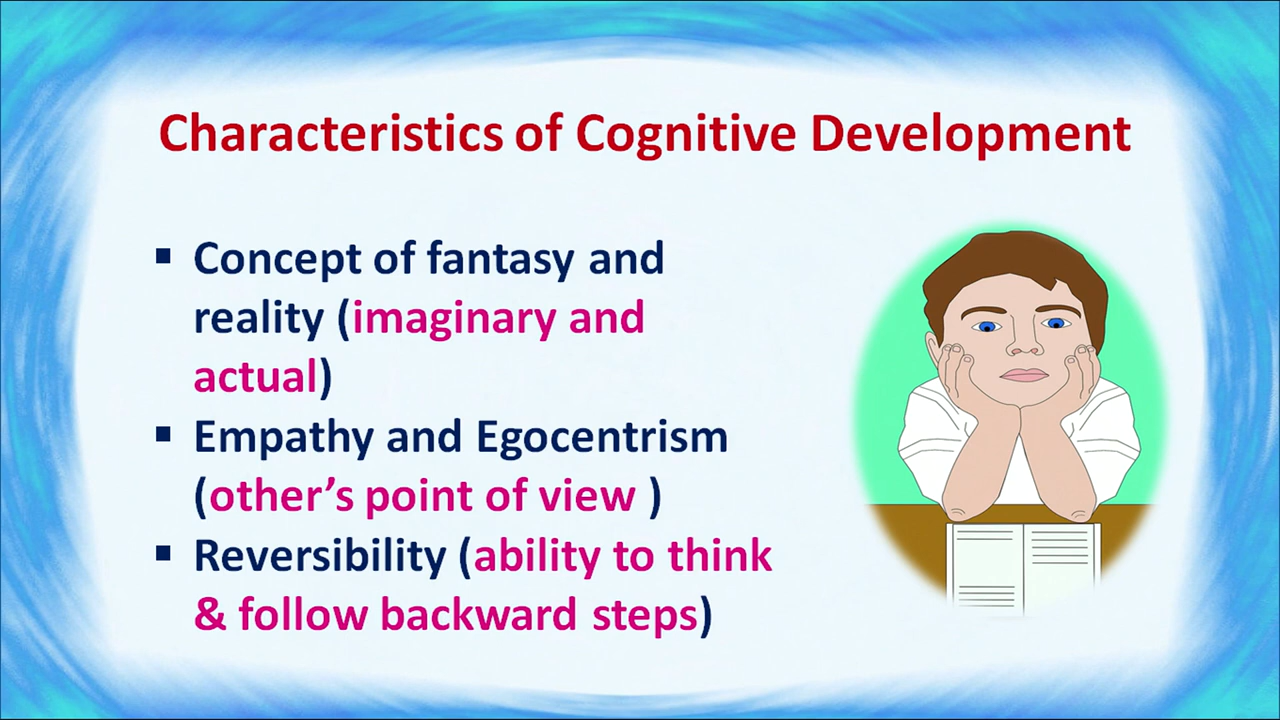 Characteristics of Cognitive Development
▪ Concept of fantasy and
reality (imaginary and
actual)
▪ Empathy and Egocentrism
(other’s point of view )
▪ Reversibility (ability to think
& follow backward steps)